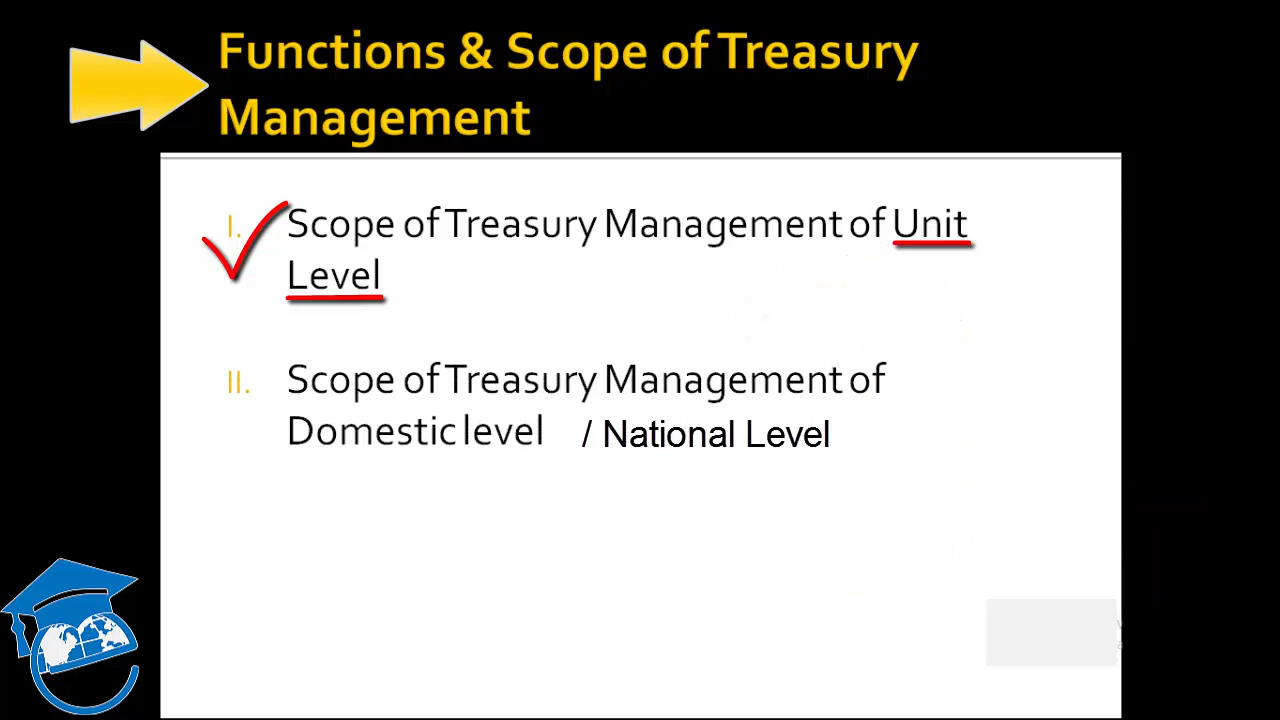 Functions & Scope of Treasury
Management
I. Scope of Treasury Management of Unit
Level
II. Scope of Treasury Management of
Domestic level / National Level